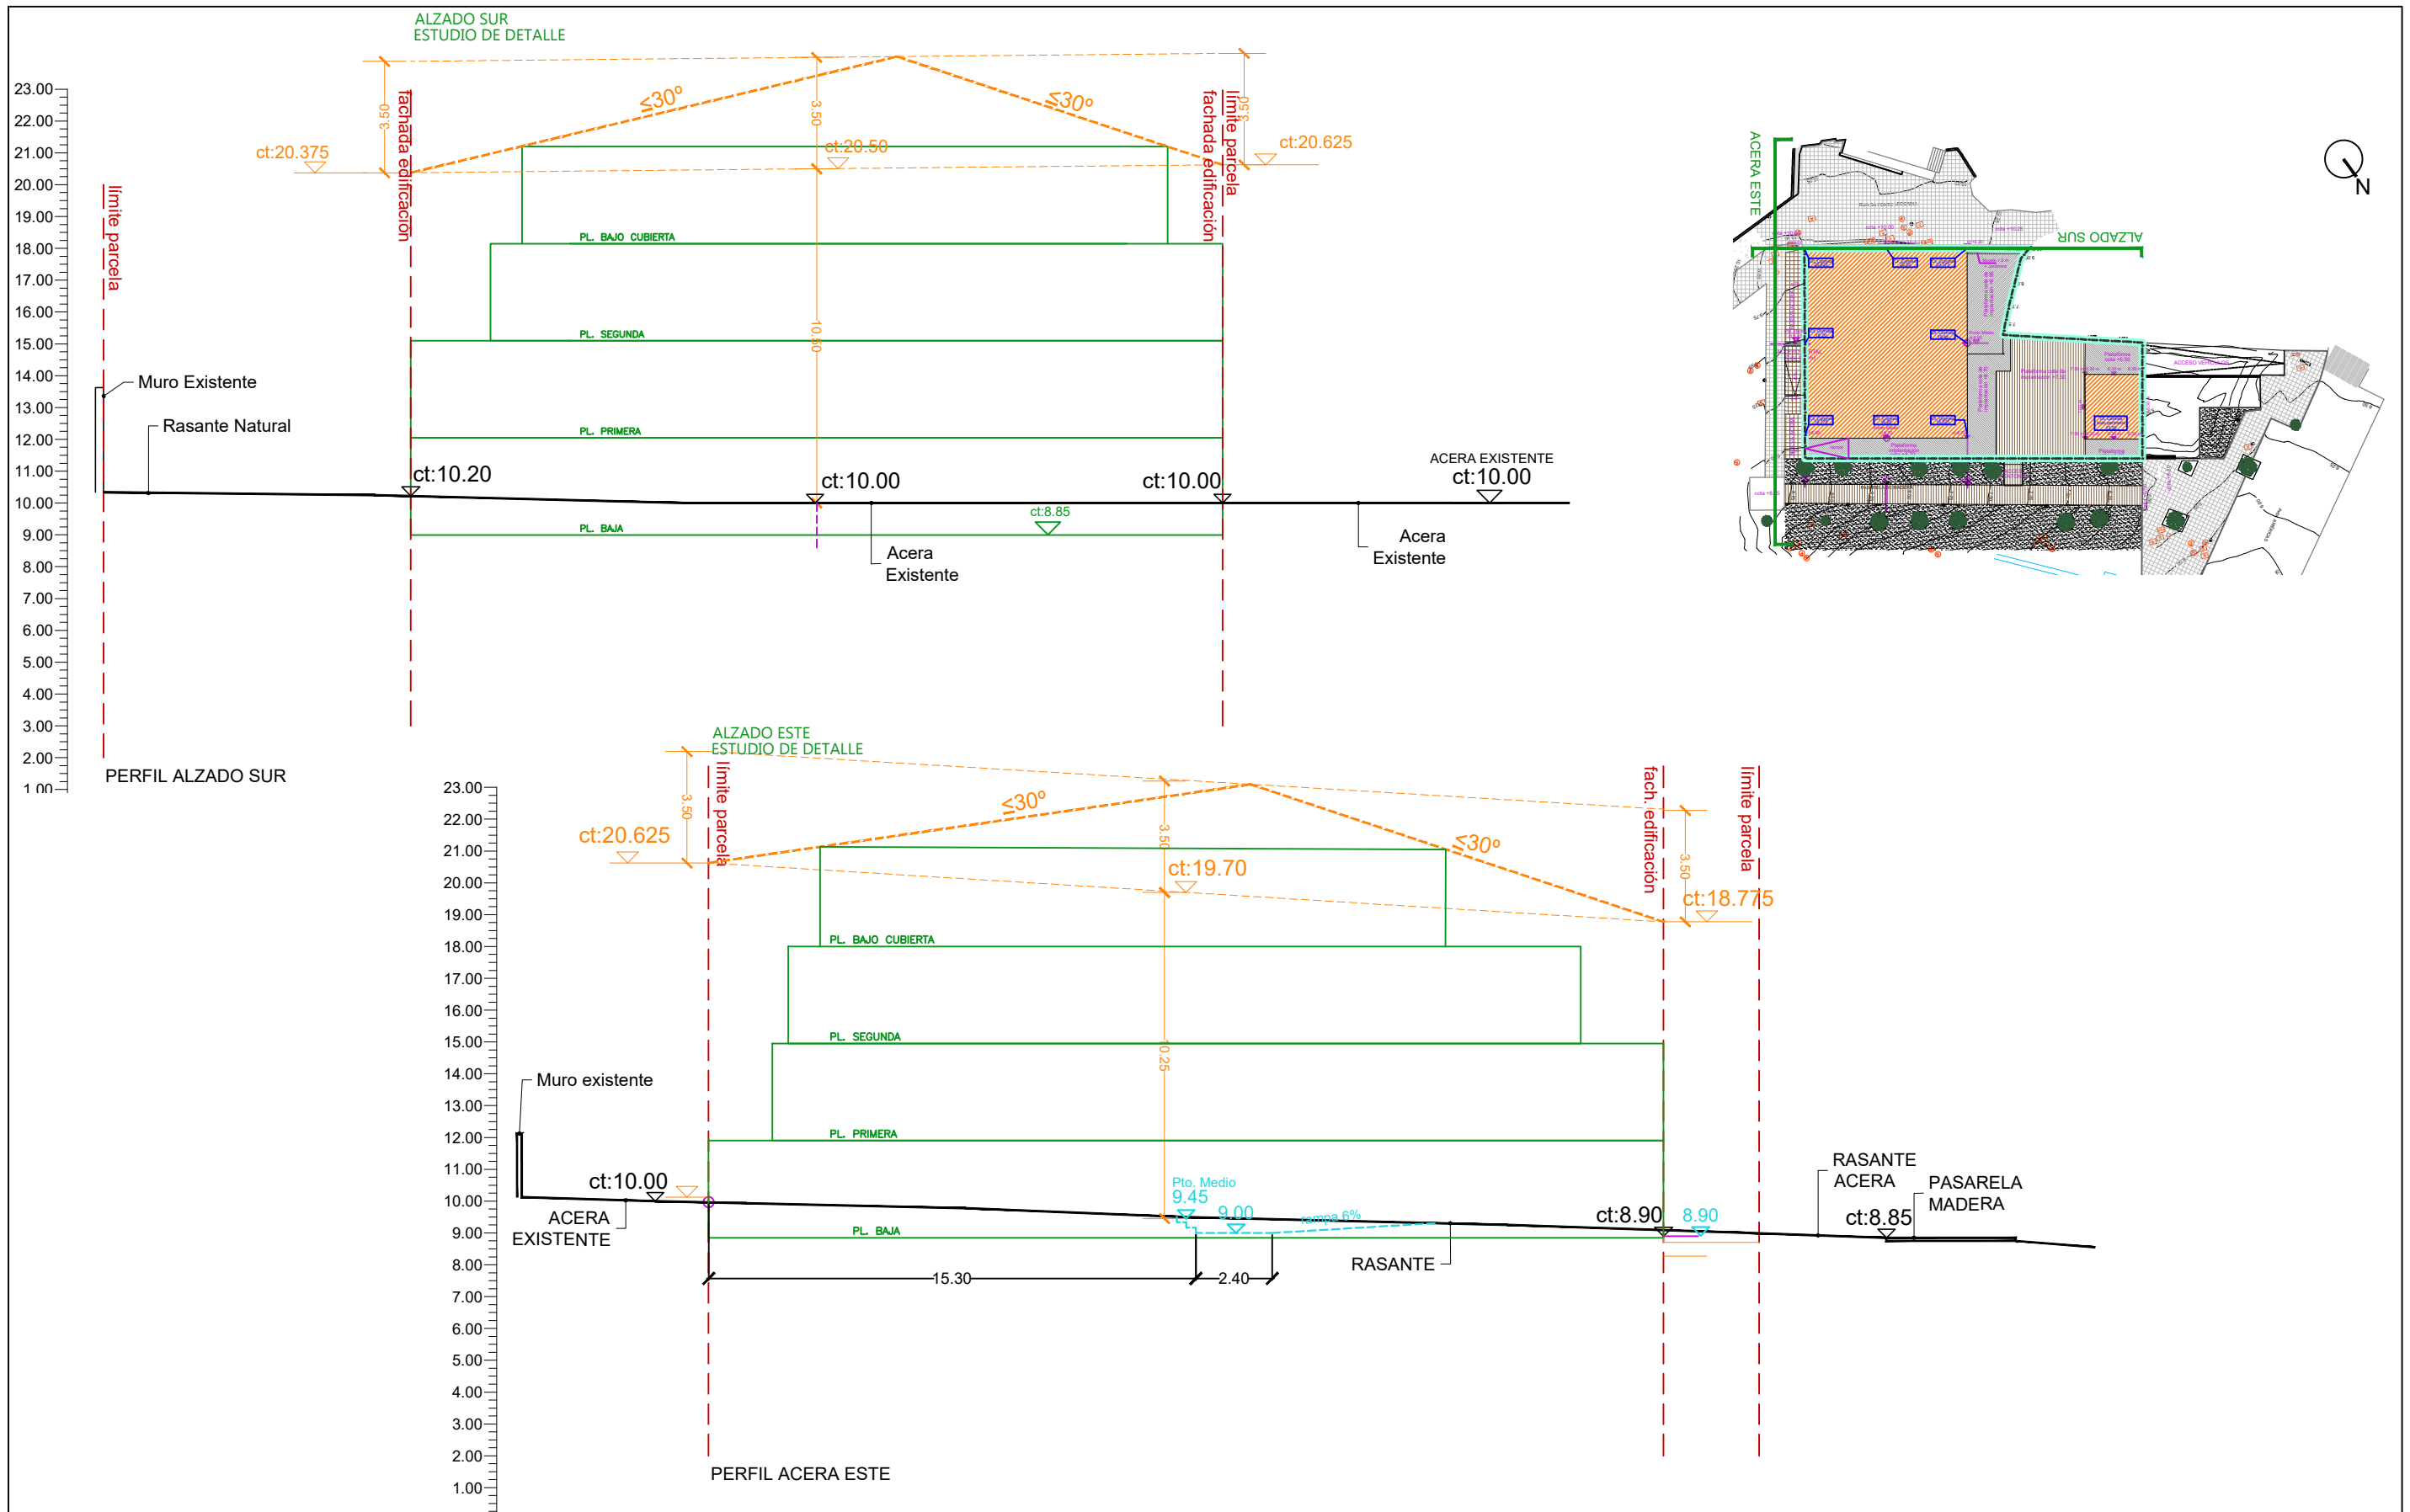 ALZADO SUR
ESTUDIO DE DETALLE
23.00
22.00
21.00
20.00
19.00
18.00
17.00
16.00
15.00
14.00
13.00
12.00
11.00
10.00
9.00
8.00
7.00
6.00
5.00
4.00
3.00
2.00
1.00
límite parcela
fachada edificación
3.50
ct:20.375
≤30º
3.50
ct:20.50
≤30º
fachada edificación
límite parcela
3.50
ct:20.625
PL. BAJO CUBIERTA
PL. SEGUNDA
10.50
PL. PRIMERA
Muro Existente
Rasante Natural
ct:10.20
ct:10.00
ct:10.00
ACERA EXISTENTE
ct:10.00
ct:8.85
PL. BAJA
Acera
Existente
Acera
Existente
PERFIL ALZADO SUR
ACERA ESTE
ALZADO SUR
N
ACCESO VEHICULOS
ALZADO ESTE
ESTUDIO DE DETALLE
23.00
22.00
21.00
20.00
19.00
18.00
17.00
16.00
15.00
14.00
13.00
12.00
11.00
10.00
9.00
8.00
7.00
6.00
5.00
4.00
3.00
2.00
1.00
límite parcela
3.50
ct:20.625
≤30º
3.50
ct:19.70
≤30º
fach. edificación
límite parcela
3.50
ct:18.775
PL. BAJO CUBIERTA
PL. SEGUNDA
10.25
PL. PRIMERA
Muro existente
ct:10.00
ACERA
EXISTENTE
Pto. Medio
9.45
9.00
rampa 6%
PL. BAJA
15.30
2.40
RASANTE
ct:8.90
8.90
RASANTE
ACERA
PASARELA
MADERA
ct:8.85
PERFIL ACERA ESTE